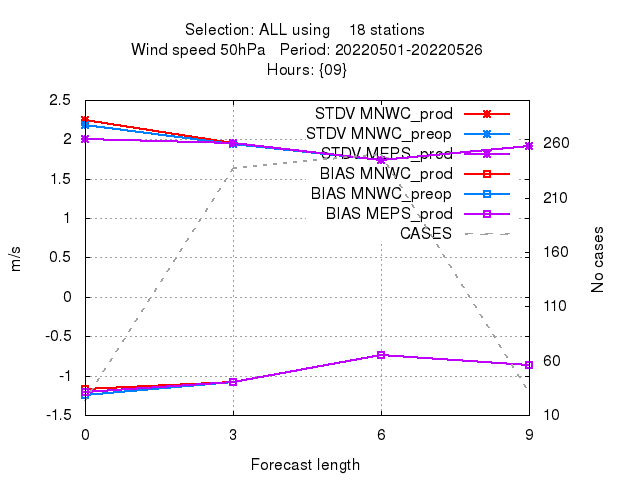 Selection: ALL using 18 stations
Wind speed 50hPa Period: 20220501-20220526
Hours: {09}
2.5
2
1.5
1
0.5
0
-0.5
-1
-1.5
m/s
STDV MNWC_prod
STDV MNWC_preop
STDV MEPS_prod
BIAS MNWC_prod
BIAS MNWC_preop
BIAS MEPS_prod
CASES
260
210
160
110
60
10
No cases
0 3 6 9
Forecast length